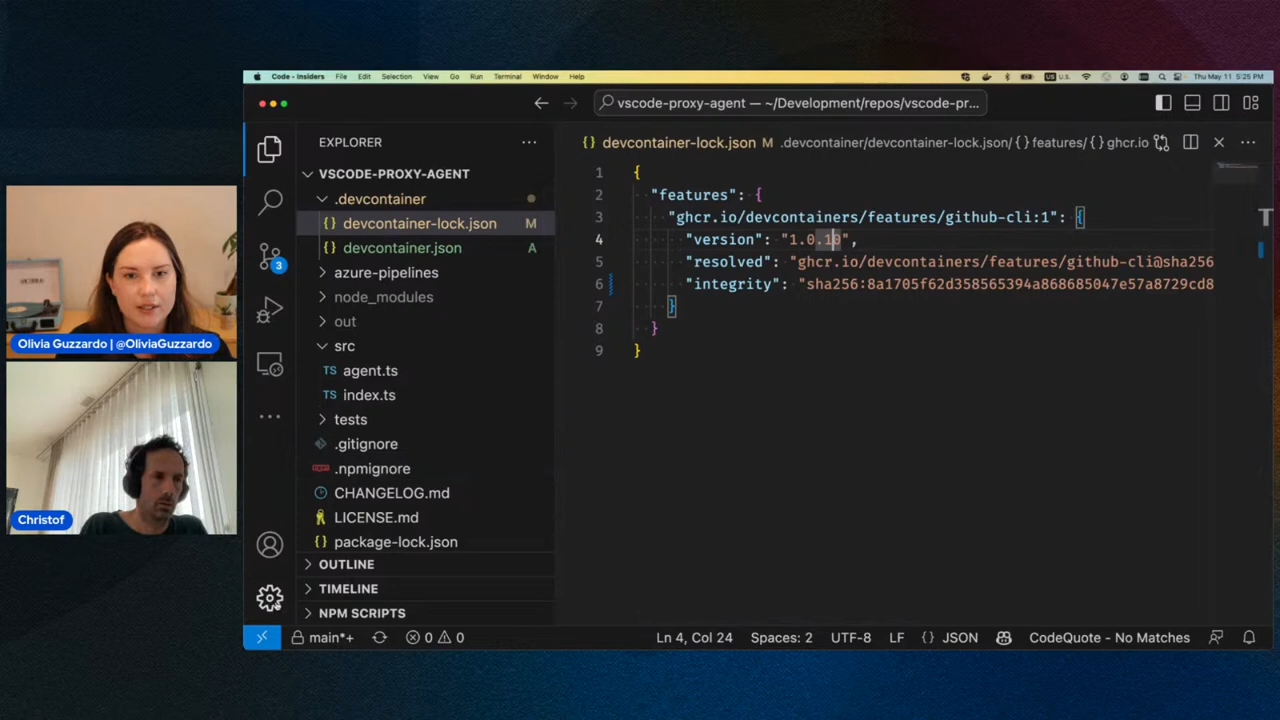 Code - Insiders File Edit Selection View Go Run Terminal Window Help
U.S. Thu May 11 5:25 PM
vscode-proxy-agent — ~/Development/repos/vscode-pr...
EXPLORER
VSCODE-PROXY-AGENT
.devcontainer
devcontainer-lock.json M
devcontainer.json A
azure-pipelines
node_modules
out
src
TS agent.ts
TS index.ts
tests
.gitignore
.npmignore
CHANGELOG.md
LICENSE.md
{} package-lock.json
OUTLINE
TIMELINE
NPM SCRIPTS
3
{} devcontainer-lock.json M .devcontainer/devcontainer-lock.json/{} features/{} ghcr.io
1 {
2 "features": {
3 "ghcr.io/devcontainers/features/github-cli:1": {
4 "version": "1.0.10",
5 "resolved": "ghcr.io/devcontainers/features/github-cli@sha256
6 "integrity": "sha256:8a1705f62d358565394a868685047e57a8729cd8
7 }
8 }
9 }
main*+ 0 0 Ln 4, Col 24 Spaces: 2 UTF-8 LF {} JSON CodeQuote - No Matches
Olivia Guzzardo | @OliviaGuzzardo
Christof